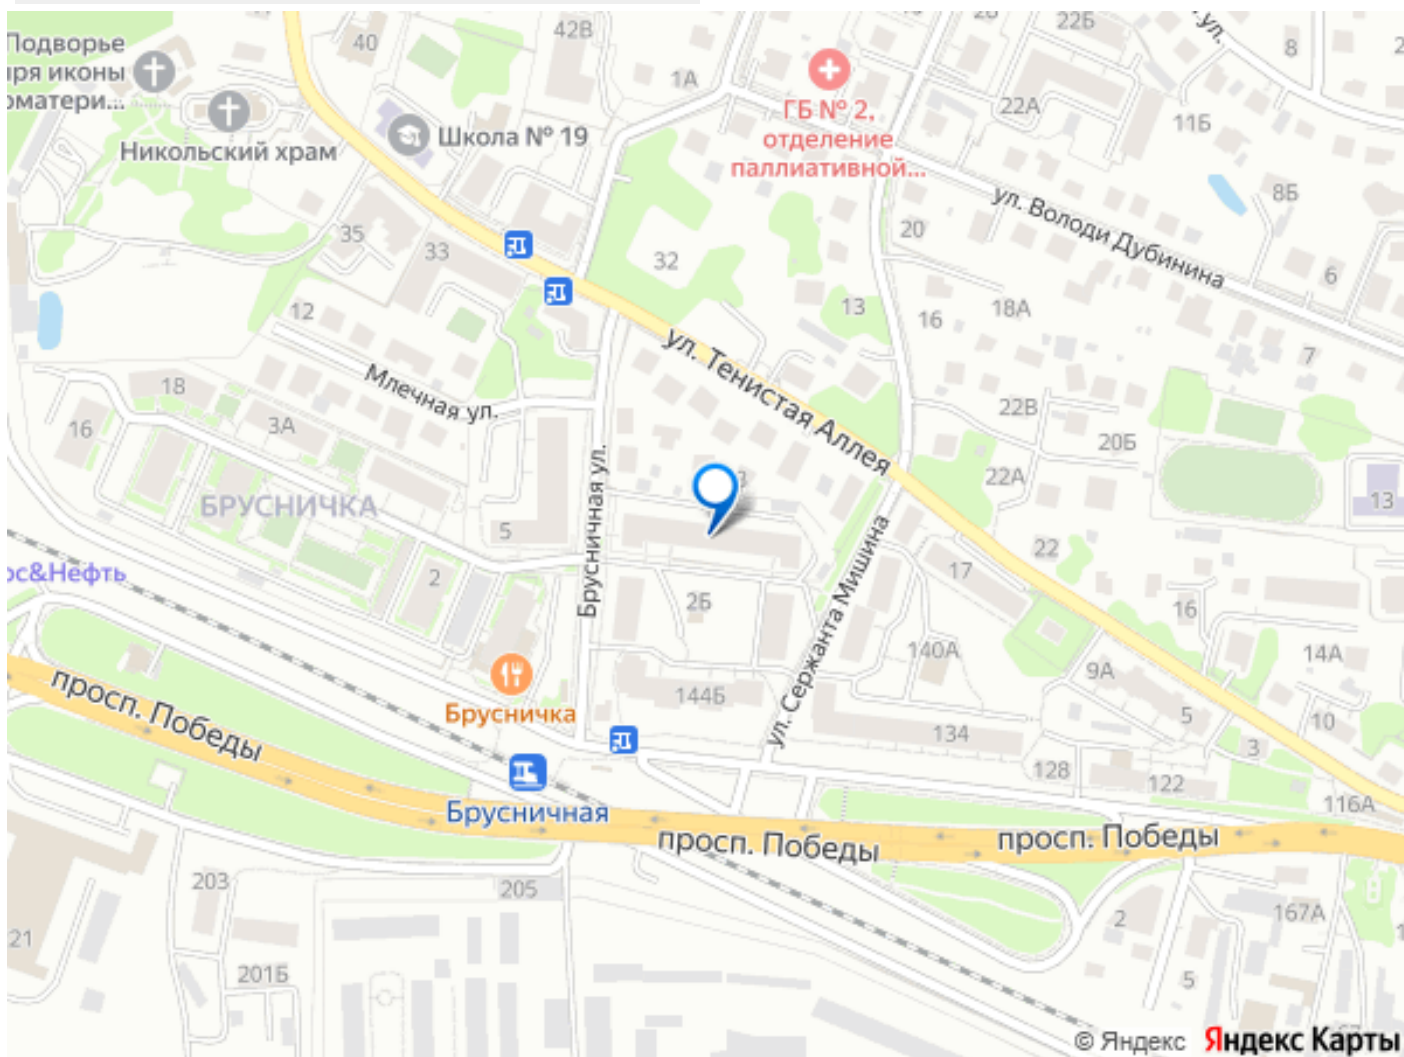 40
42В
22Б
8
Подворье
ря иконы
оматери...
1А
ГБ № 2,
отделение
паллиативной...
22А
11Б
Школа № 19
Никольский храм
8Б
ул. Володи Дубинина
35
33
32
20
6
12
13
16
18А
7
ул. Тенистая Аллея
Млечная ул.
18
16
3А
22В
20Б
22А
13
БРУСНИЧКА
Брусничная ул.
5
ул. Сержанта Мишина
22
17
2
2Б
16
ос&Нефть
140А
9А
14А
144Б
Брусничка
просп. Победы
134
5
10
3
128
122
116А
Брусничная
просп. Победы
просп. Победы
203
205
2
167А
21
201Б
5
© Яндекс Яндекс Карты